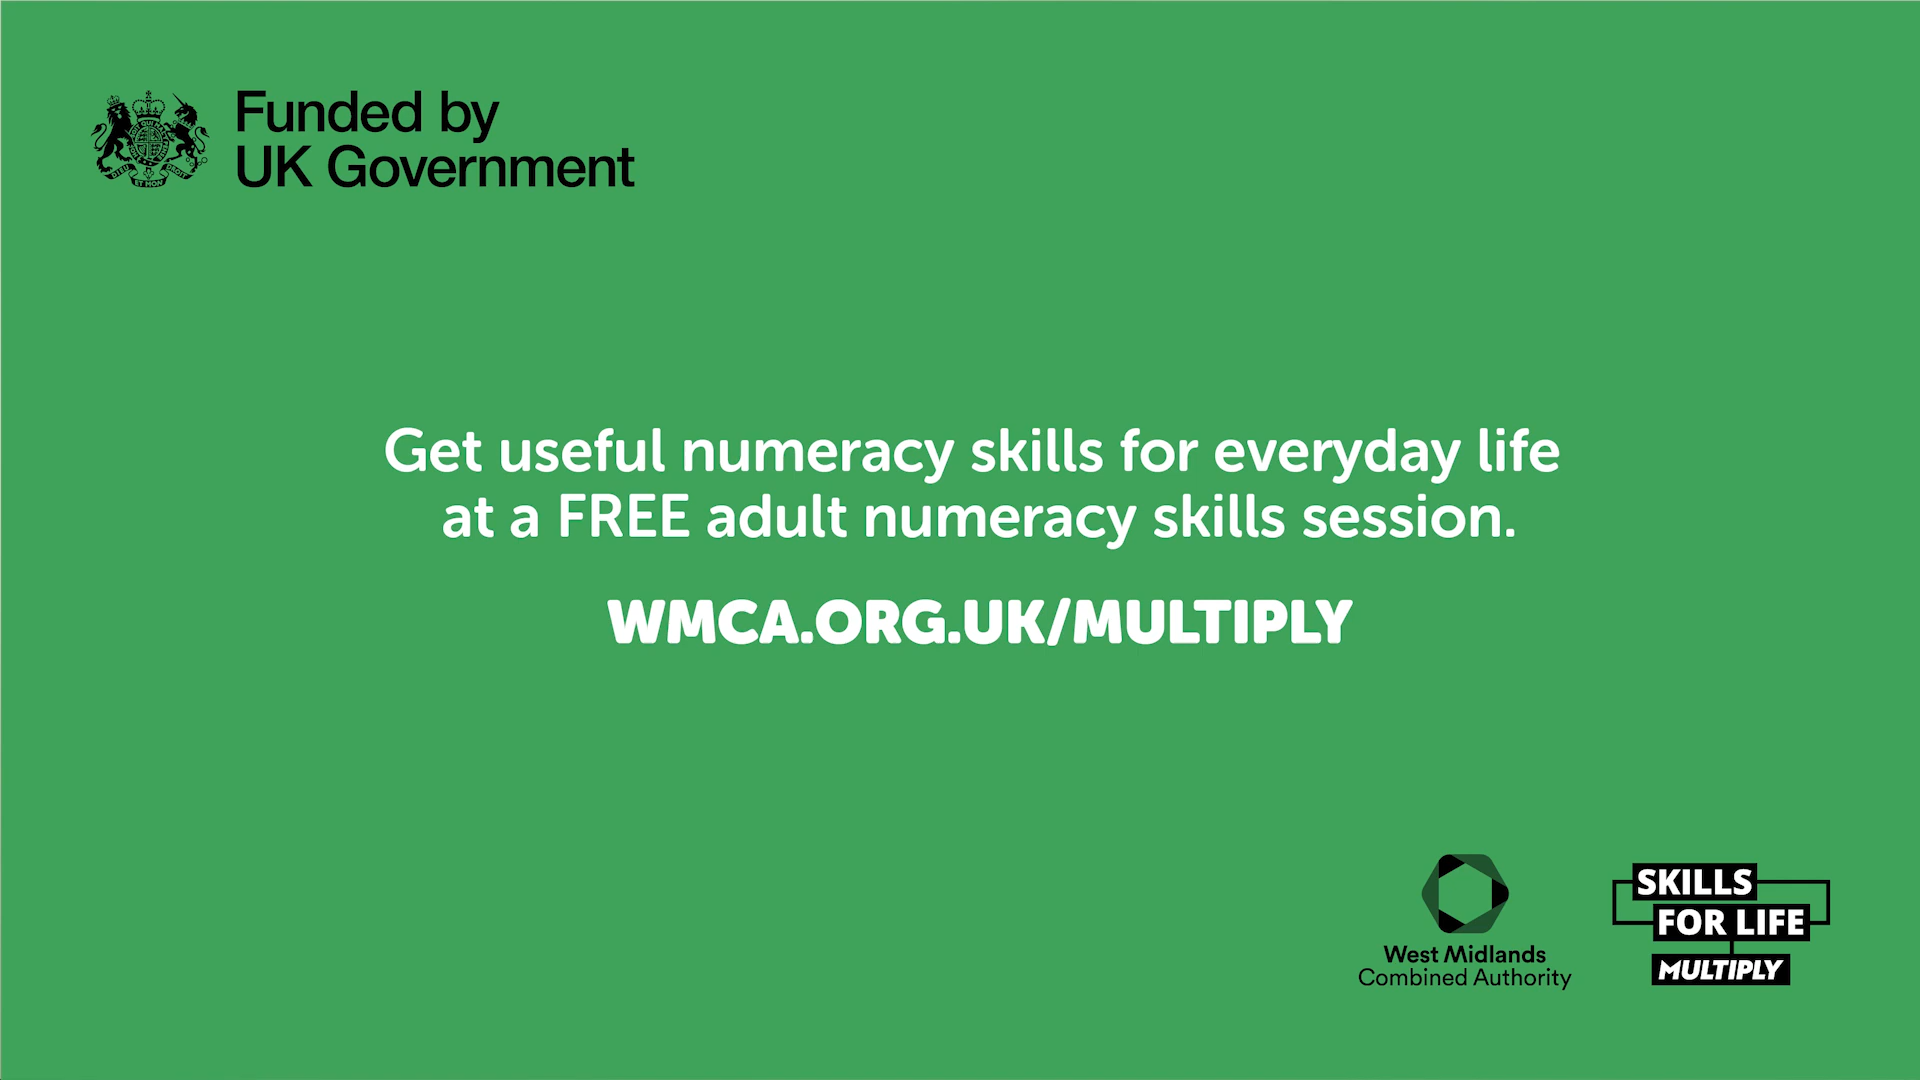 Funded by
UK Government
Get useful numeracy skills for everyday life
at a FREE adult numeracy skills session.
WMCA.ORG.UK/MULTIPLY
West Midlands
Combined Authority
SKILLS
FOR LIFE
MULTIPLY